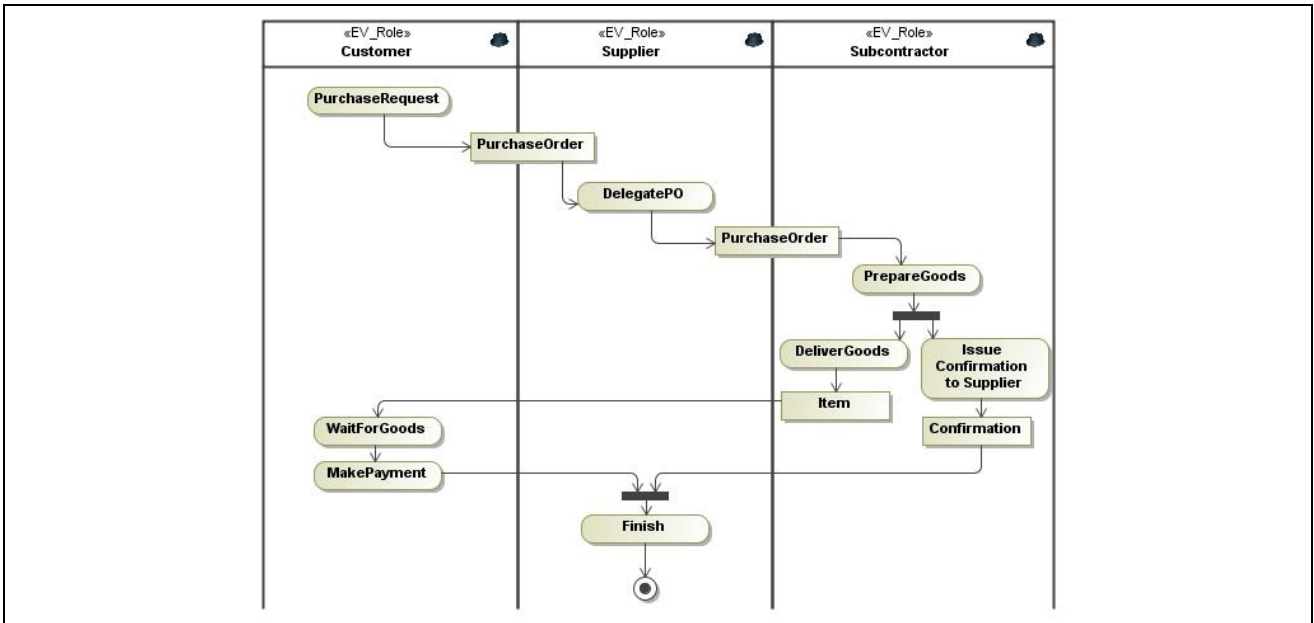 «EV_Role»
Customer
«EV_Role»
Supplier
«EV_Role»
Subcontractor
PurchaseRequest
PurchaseOrder
DelegatePO
PurchaseOrder
PrepareGoods
DeliverGoods
Issue
Confirmation
to Supplier
Item
Confirmation
WaitForGoods
MakePayment
Finish